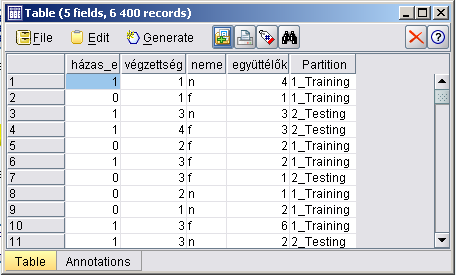 Table (5 fields, 6 400 records)
File Edit Generate
házas_e végzettség neme együttélők Partition
1 1 1 n 4 1_Training
2 0 1 f 1 1_Training
3 1 3 n 3 2_Testing
4 1 4 f 3 2_Testing
5 0 2 f 2 1_Training
6 1 3 f 2 1_Training
7 0 3 f 1 2_Testing
8 0 2 n 1 1_Training
9 0 1 n 2 1_Training
10 1 3 f 6 1_Training
11 1 3 n 2 2_Testing
Table Annotations